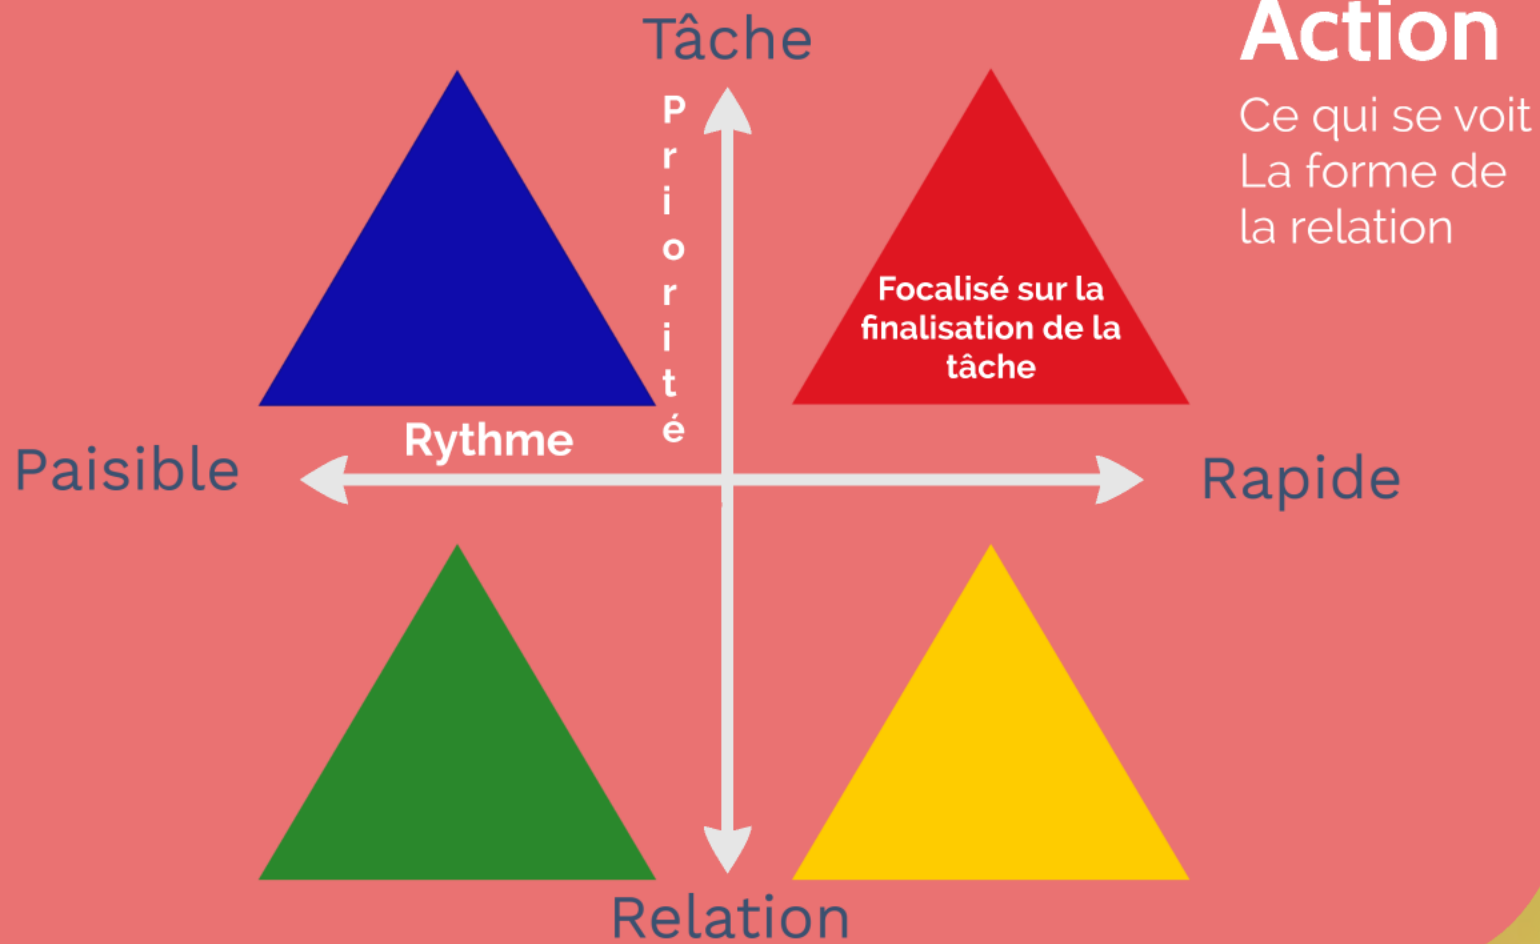 Tâche
Action
Ce qui se voit
La forme de
la relation
Priorité
Focalisé sur la
finalisation de la
tâche
Rythme
Paisible
Rapide
Relation